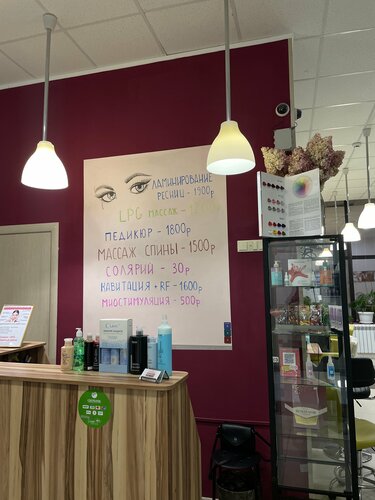 ЛАМИНИРОВАНИЕ
РЕСНИЦ - 1900р
LPG МАССАЖ -
ПЕДИКЮР - 1800р
МАССАЖ СПИНЫ - 1500р
СОЛЯРИЙ - 30р
КАВИТАЦИЯ + RF - 1600р
МИОСТИМУЛЯЦИЯ - 500р